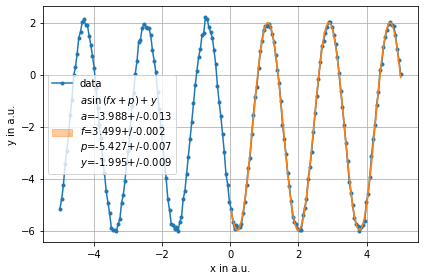 2
0
−2
−4
−6
y in a.u.
data
a sin(fx + p) + y
a=-3.988+/-0.013
f=3.499+/-0.002
p=-5.427+/-0.007
y=-1.995+/-0.009
−4 −2 0 2 4
x in a.u.